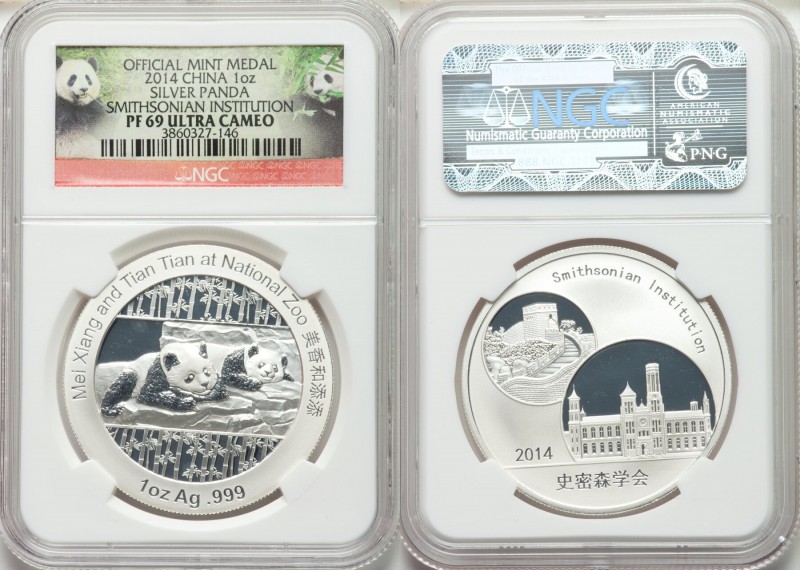 OFFICIAL MINT MEDAL
2014 CHINA 1oz
SILVER PANDA
SMITHSONIAN INSTITUTION
PF 69 ULTRA CAMEO
3860327-146
NGC
Mei Xiang and Tian Tian at National Zoo 美香和添添
1oz Ag .999
NGC
Numismatic Guaranty Corporation
AMERICAN
NUMISMATIC
ASSOCIATION
PNG
Smithsonian Institution
2014
史密森学会